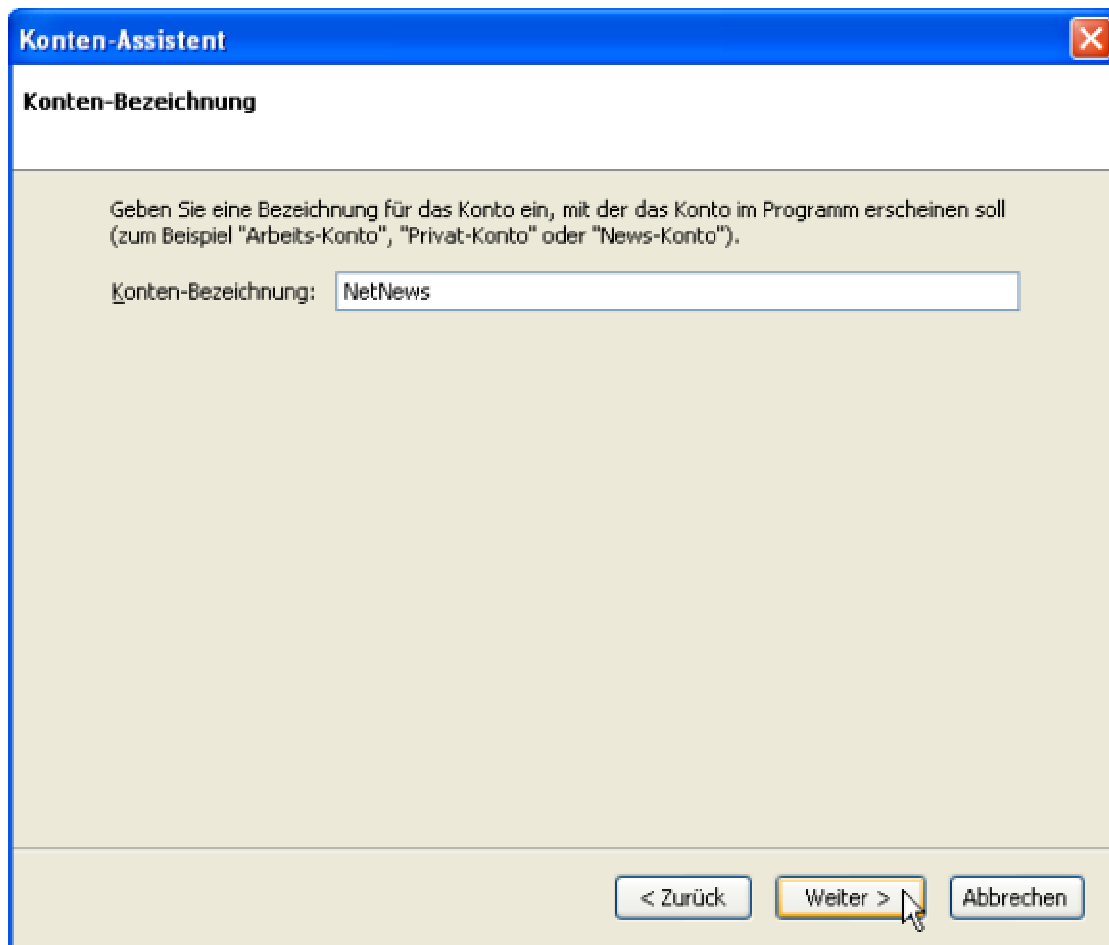 Konten-Assistent
Konten-Bezeichnung
Geben Sie eine Bezeichnung für das Konto ein, mit der das Konto im Programm erscheinen soll
(zum Beispiel "Arbeits-Konto", "Privat-Konto" oder "News-Konto").
Konten-Bezeichnung: NetNews
< Zurück Weiter > Abbrechen